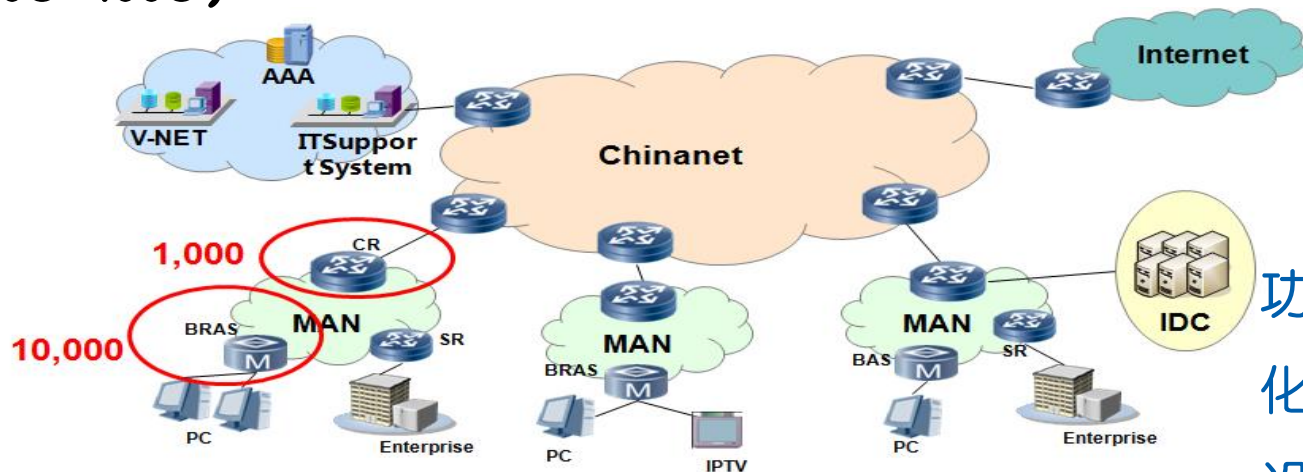 AAA
V-NET
ITSuppor
t System
Chinanet
Internet
1,000
CR
MAN
10,000
BRAS
SR
PC
Enterprise
MAN
BRAS
PC
IPTV
MAN
BAS
SR
PC
Enterprise
IDC
功
化